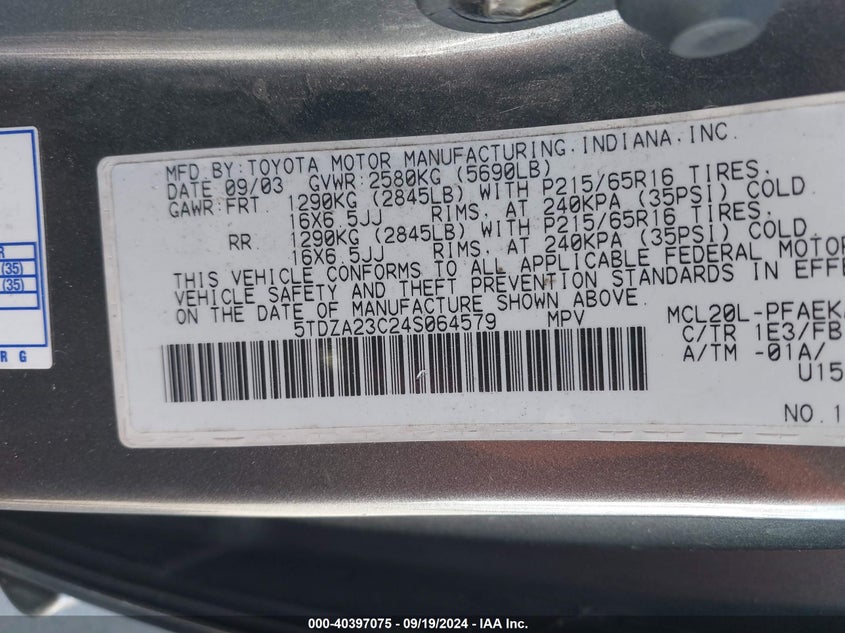 MFD.BY:TOYOTA MOTOR MANUFACTURING.INDIANA.INC.
DATE 09/03 GVWR:2580KG (5690LB)
GAWR:FRT 1290KG (2845LB) WITH P215/65R16 TIRES.
16X6.5JJ RIMS. AT 240KPA (35PSI) COLD.
RR 1290KG (2845LB) WITH P215/65R16 TIRES.
16X6.5JJ RIMS. AT 240KPA (35PSI) COLD.
THIS VEHICLE CONFORMS TO ALL APPLICABLE FEDERAL MOTOR
VEHICLE SAFETY AND THEFT PREVENTION STANDARDS IN EFFE
ON THE DATE OF MANUFACTURE SHOWN ABOVE.
5TDZA23C24S064579 MPV MCL20L-PFAEKA
C/TR 1E3/FB
A/TM -01A/
U15
NO.1
R
(35)
(35)
R G
000-40397075 - 09/19/2024 - IAA Inc.